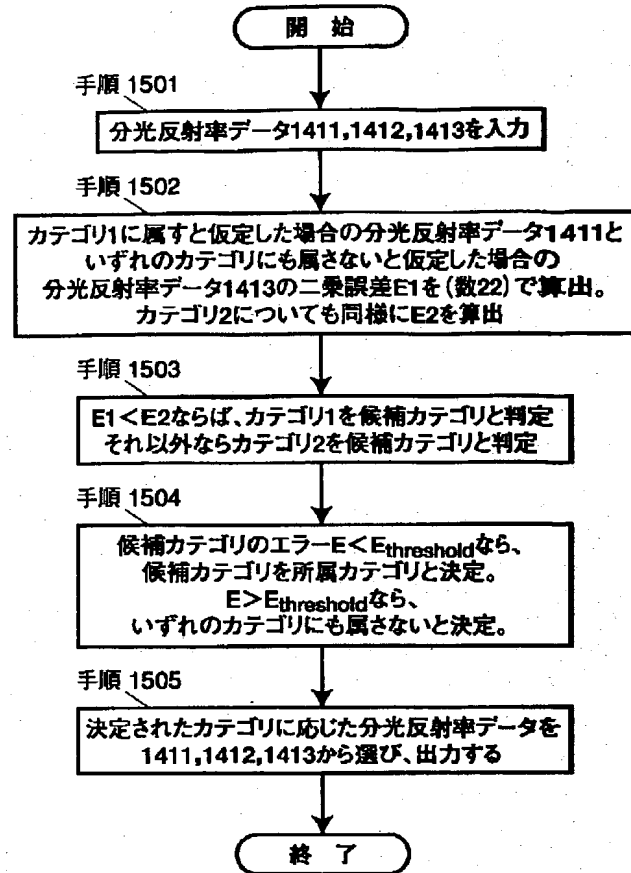 開 始
手順 1501
分光反射率データ1411,1412,1413を入力
手順 1502
カテゴリ1に属すと仮定した場合の分光反射率データ1411と
いずれのカテゴリにも属さないと仮定した場合の
分光反射率データ1413の二乗誤差E1を(数22)で算出。
カテゴリ2についても同様にE2を算出
手順 1503
E1<E2ならば、カテゴリ1を候補カテゴリと判定
それ以外ならカテゴリ2を候補カテゴリと判定
手順 1504
候補カテゴリのエラーE<Ethresholdなら、
候補カテゴリを所属カテゴリと決定。
E>Ethresholdなら、
いずれのカテゴリにも属さないと決定。
手順 1505
決定されたカテゴリに応じた分光反射率データを
1411,1412,1413から選び、出力する
終 了